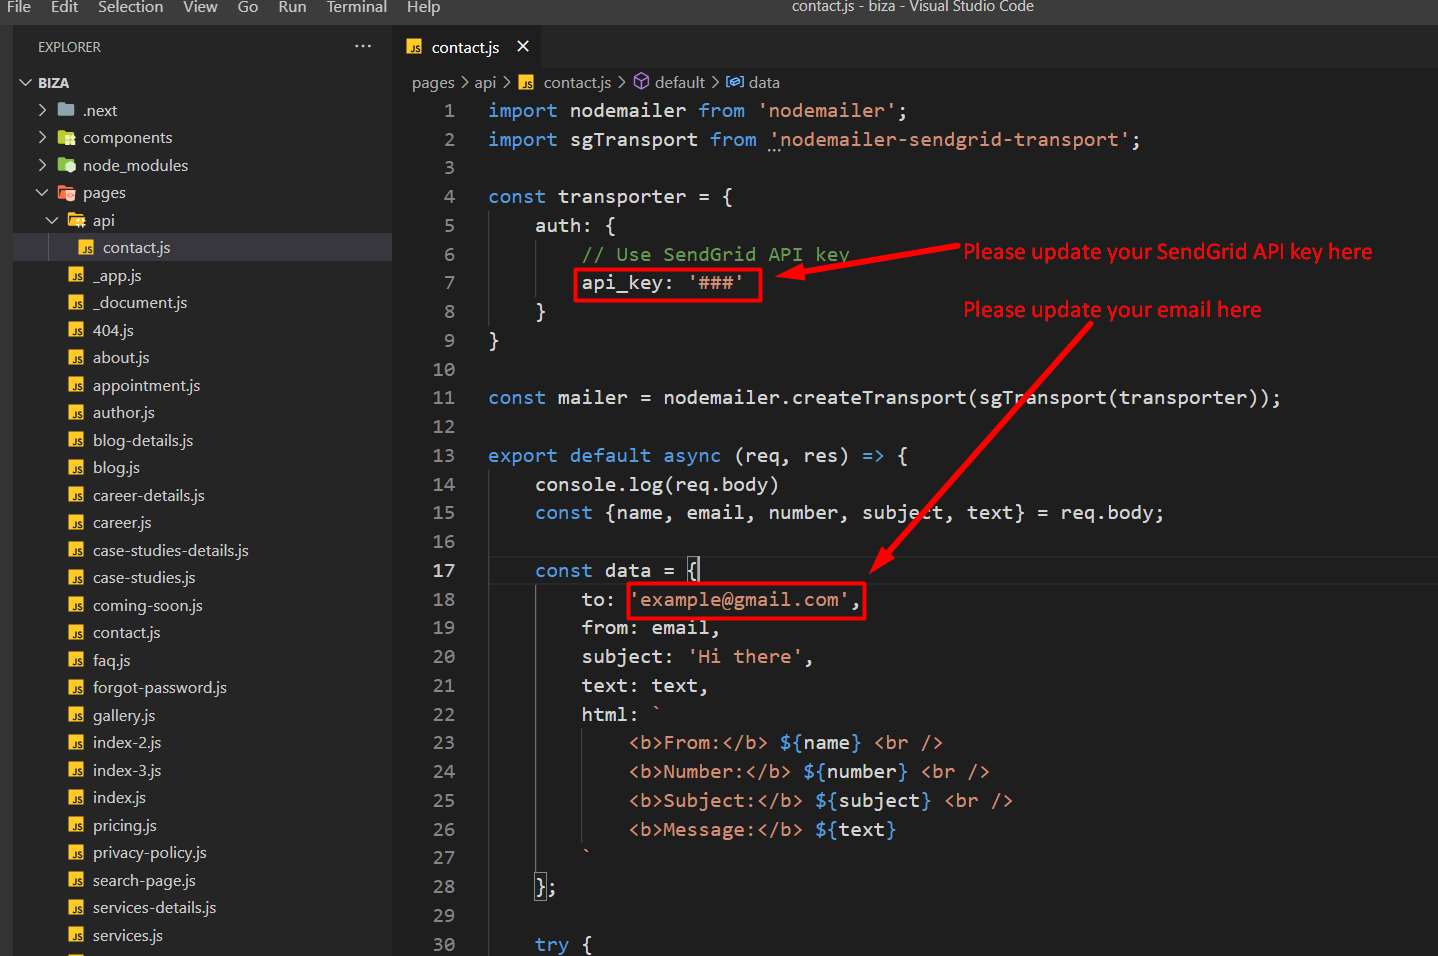 File Edit Selection View Go Run Terminal Help contact.js - biza - Visual Studio Code
EXPLORER ...
BIZA
.next
components
node_modules
pages
api
contact.js
_app.js
_document.js
404.js
about.js
appointment.js
author.js
blog-details.js
blog.js
career-details.js
career.js
case-studies-details.js
case-studies.js
coming-soon.js
contact.js
faq.js
forgot-password.js
gallery.js
index-2.js
index-3.js
index.js
pricing.js
privacy-policy.js
search-page.js
services-details.js
services.js
JS contact.js ×
pages > api > JS contact.js > default > data
1 import nodemailer from 'nodemailer';
2 import sgTransport from 'nodemailer-sendgrid-transport';
3
4 const transporter = {
5 auth: {
6 // Use SendGrid API key
7 api_key: '###'
8 }
9 }
10
11 const mailer = nodemailer.createTransport(sgTransport(transporter));
12
13 export default async (req, res) => {
14 console.log(req.body)
15 const {name, email, number, subject, text} = req.body;
16
17 const data = {
18 to: 'example@gmail.com',
19 from: email,
20 subject: 'Hi there',
21 text: text,
22 html: `
23 <b>From:</b> ${name} <br />
24 <b>Number:</b> ${number} <br />
25 <b>Subject:</b> ${subject} <br />
26 <b>Message:</b> ${text}
27 `
28 };
29
30 try {
Please update your SendGrid API key here
Please update your email here